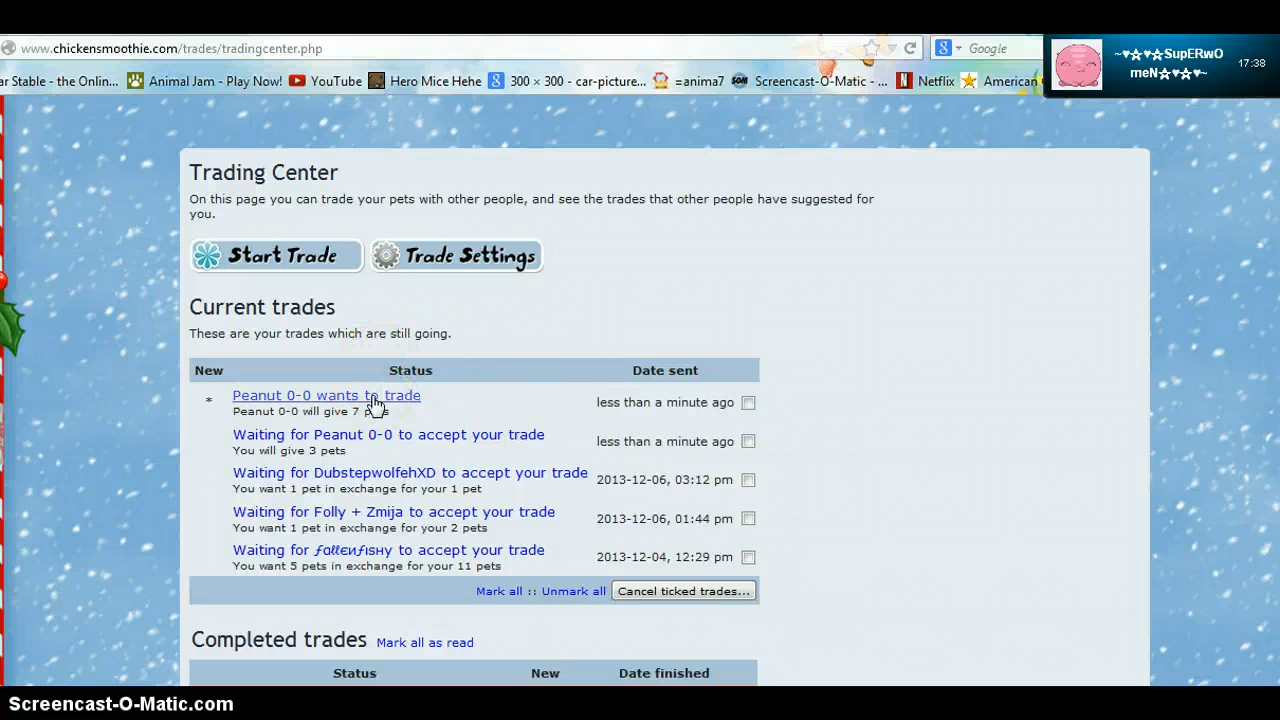 www.chickensmoothie.com/trades/tradingcenter.php
Google
~♥☆♥☆SupERwO
meN☆♥☆♥~
17:38
ar Stable - the Onlin...
Animal Jam - Play Now!
YouTube
Hero Mice Hehe
300 × 300 - car-picture...
=anima7
Screencast-O-Matic - ...
Netflix
American
Trading Center
On this page you can trade your pets with other people, and see the trades that other people have suggested for
you.
Start Trade
Trade Settings
Current trades
These are your trades which are still going.
New Status Date sent
* Peanut 0-0 wants to trade
Peanut 0-0 will give 7 pets
less than a minute ago
Waiting for Peanut 0-0 to accept your trade
You will give 3 pets
less than a minute ago
Waiting for DubstepwolfehXD to accept your trade
You want 1 pet in exchange for your 1 pet
2013-12-06, 03:12 pm
Waiting for Folly + Zmija to accept your trade
You want 1 pet in exchange for your 2 pets
2013-12-06, 01:44 pm
Waiting for ƒαℓℓєиƒιѕну to accept your trade
You want 5 pets in exchange for your 11 pets
2013-12-04, 12:29 pm
Mark all :: Unmark all
Cancel ticked trades...
Completed trades Mark all as read
Status New Date finished
Screencast-O-Matic.com